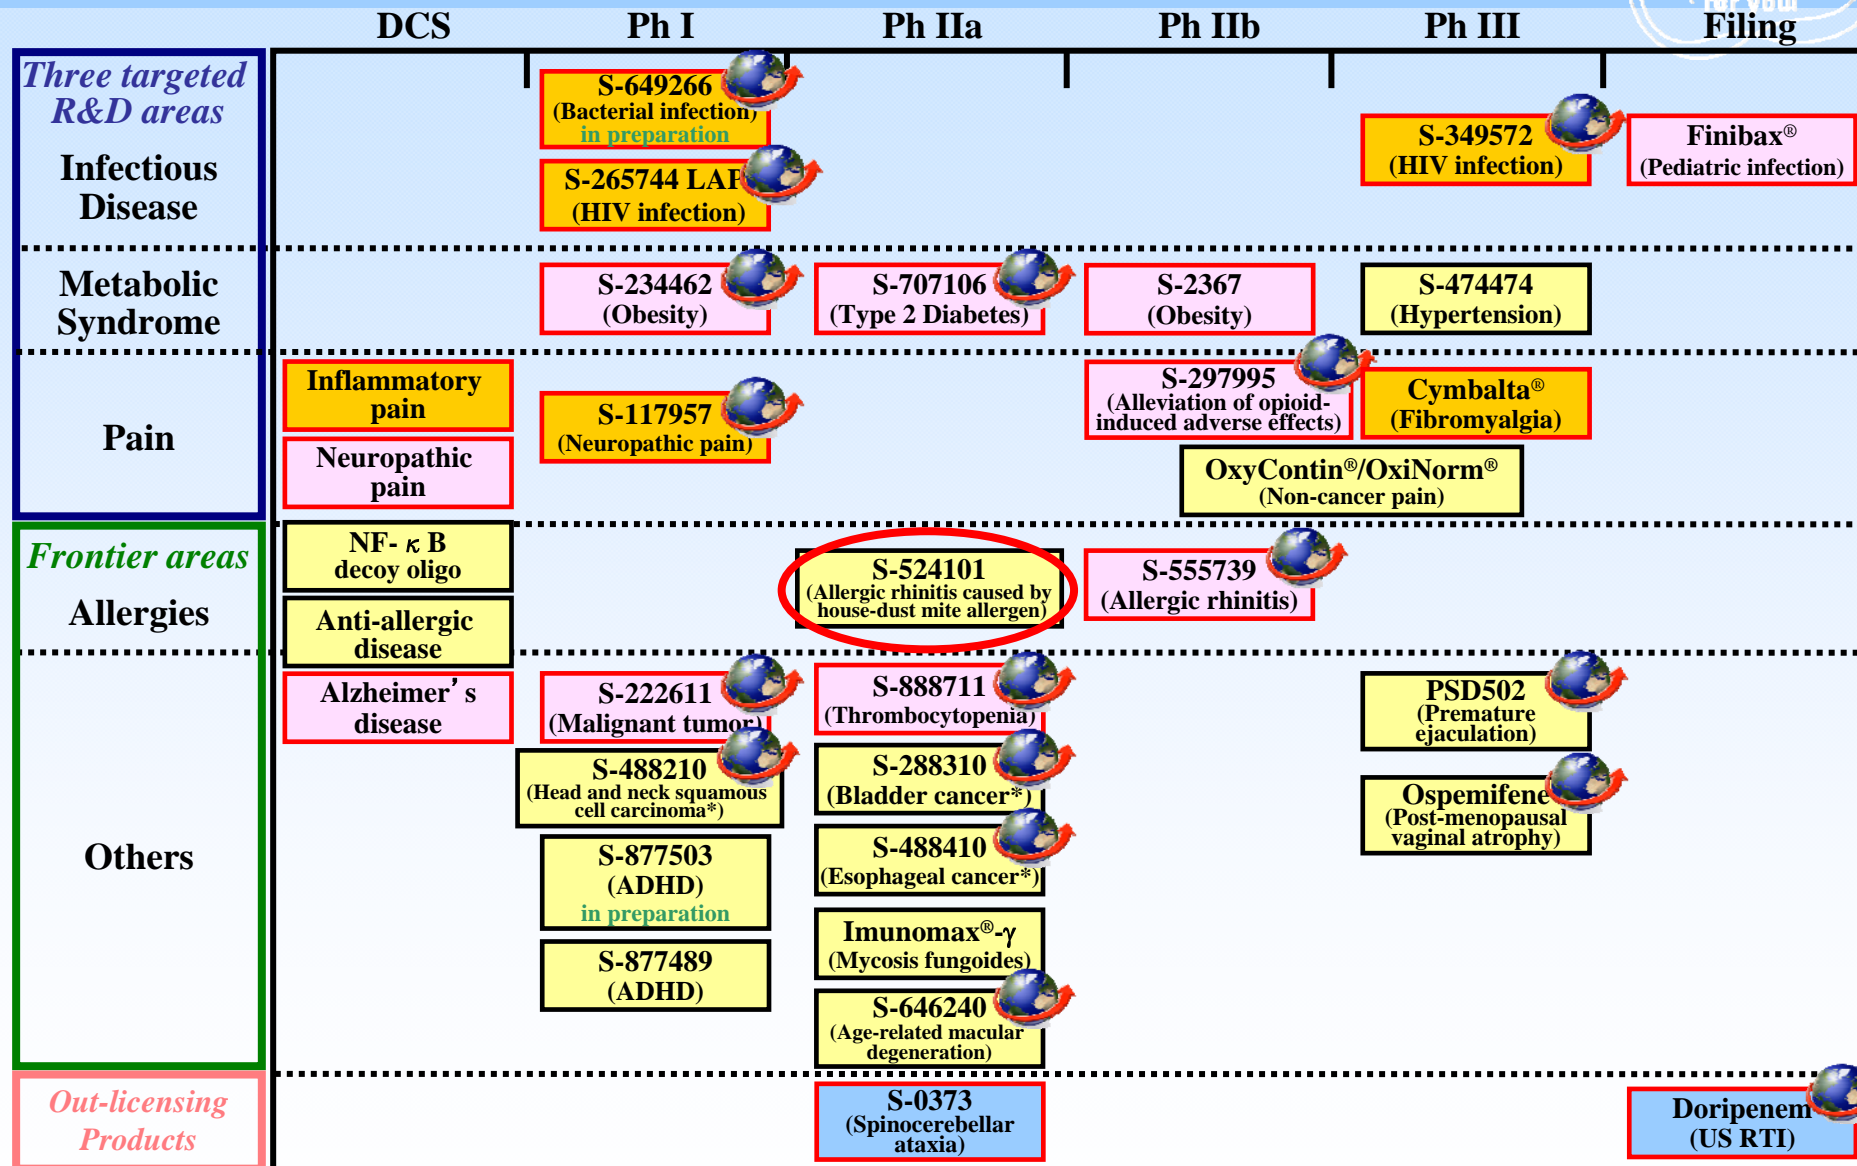 for you
DCS Ph I Ph IIa Ph IIb Ph III Filing
Three targeted
R&D areas
Infectious
Disease
S-649266
(Bacterial infection)
in preparation
S-265744 LAP
(HIV infection)
S-349572
(HIV infection)
Finibax®
(Pediatric infection)
Metabolic
Syndrome
S-234462
(Obesity)
S-707106
(Type 2 Diabetes)
S-2367
(Obesity)
S-474474
(Hypertension)
Pain
Inflammatory
pain
Neuropathic
pain
S-117957
(Neuropathic pain)
S-297995
(Alleviation of opioid-
induced adverse effects)
Cymbalta®
(Fibromyalgia)
OxyContin®/OxiNorm®
(Non-cancer pain)
Frontier areas
Allergies
NF- κ B
decoy oligo
Anti-allergic
disease
S-524101
(Allergic rhinitis caused by
house-dust mite allergen)
S-555739
(Allergic rhinitis)
Others
Alzheimer’s
disease
S-222611
(Malignant tumor)
S-488210
(Head and neck squamous
cell carcinoma*)
S-877503
(ADHD)
in preparation
S-877489
(ADHD)
S-888711
(Thrombocytopenia)
S-288310
(Bladder cancer*)
S-488410
(Esophageal cancer*)
Imunomax®-γ
(Mycosis fungoides)
S-646240
(Age-related macular
degeneration)
PSD502
(Premature
ejaculation)
Ospemifene
(Post-menopausal
vaginal atrophy)
Out-licensing
Products
S-0373
(Spinocerebellar
ataxia)
Doripenem
(US RTI)